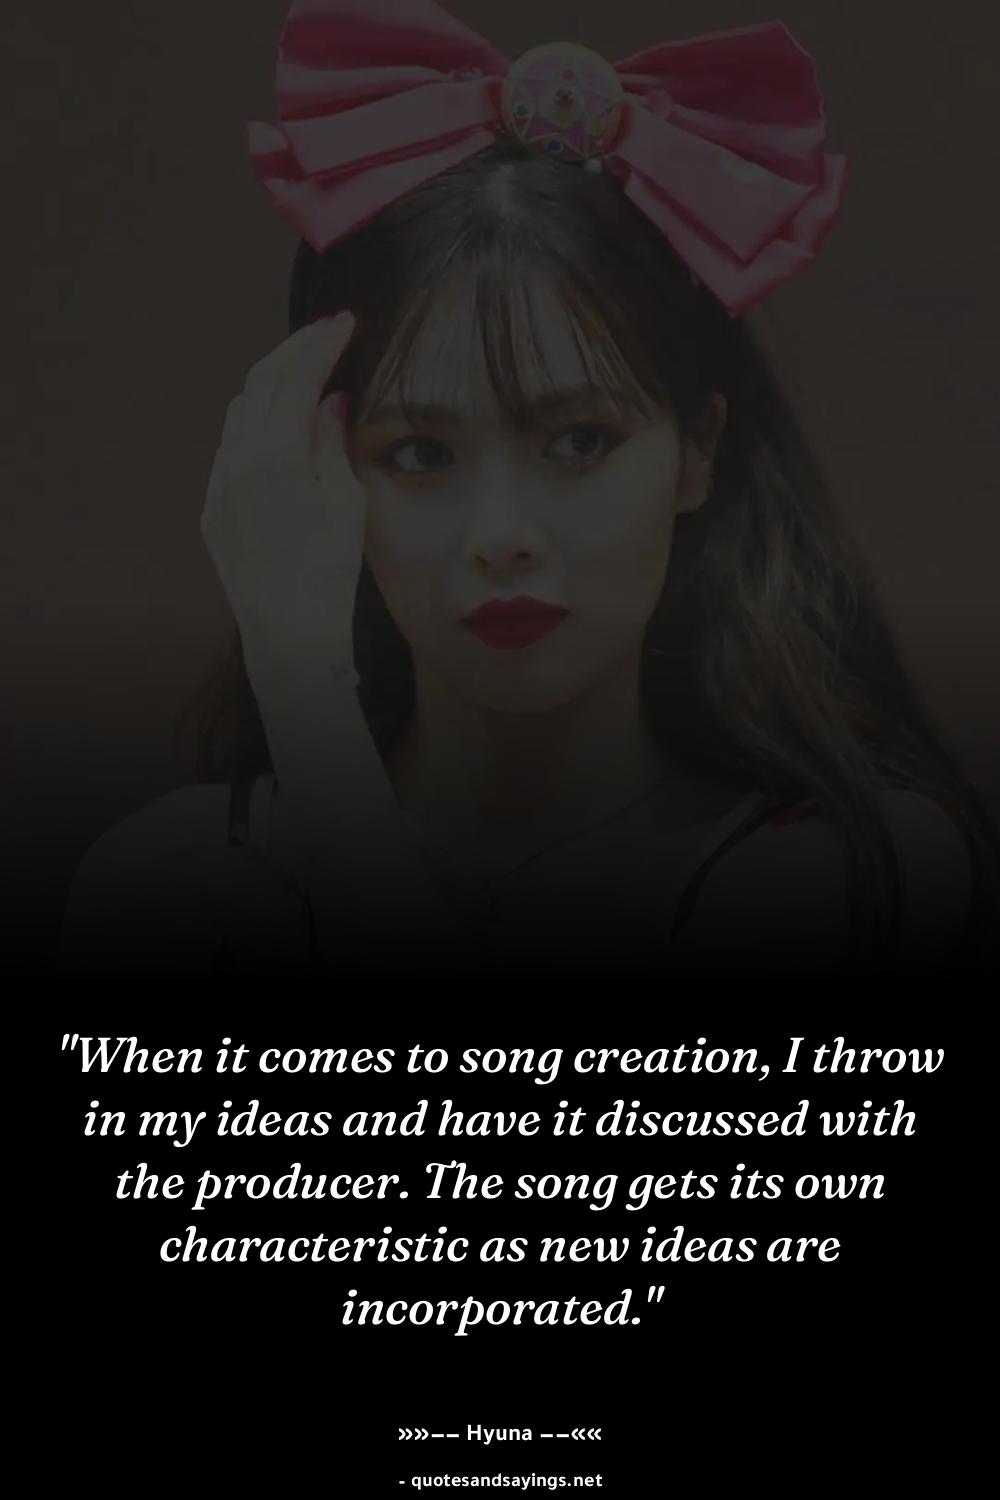 "When it comes to song creation, I throw
in my ideas and have it discussed with
the producer. The song gets its own
characteristic as new ideas are
incorporated."
»»–– Hyuna ––««
- quotesandsayings.net